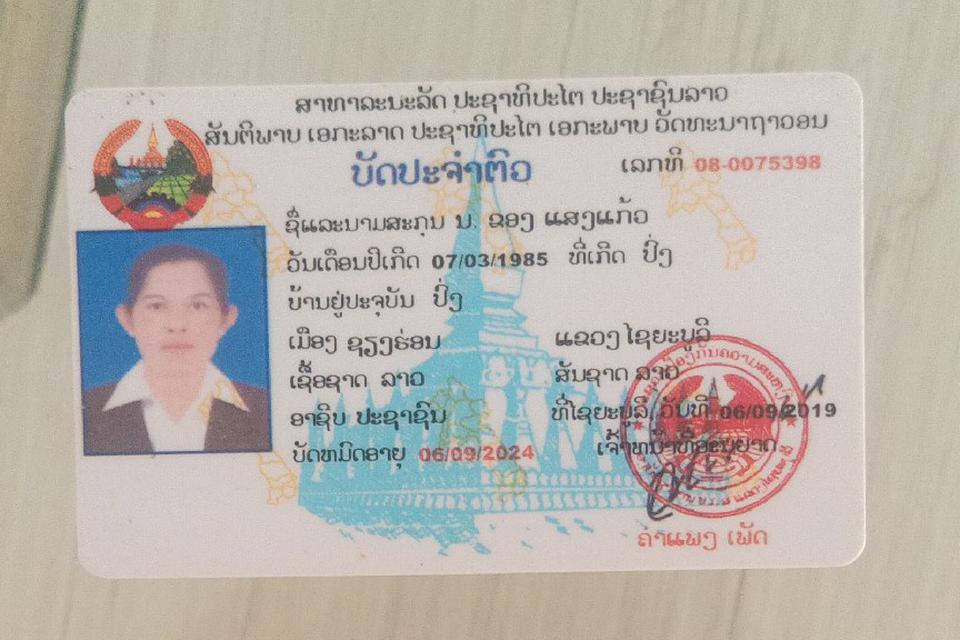 ສາທາລະນະລັດ ປະຊາທິປະໄຕ ປະຊາຊົນລາວ
ສັນຕິພາບ ເອກະລາດ ປະຊາທິປະໄຕ ເອກະພາບ ວັດທະນາຖາວອນ
ບັດປະຈຳຕົວ ເລກທີ 08-0075398
ຊື່ແລະນາມສະກຸນ ນ. ຂອງ ແສງແກ້ວ
ວັນເດືອນປີເກີດ 07/03/1985 ທີ່ເກີດ ປົ່ງ
ບ້ານຢູ່ປະຈຸບັນ ປົ່ງ
ເມືອງ ຊຽງຮ່ອນ ແຂວງ ໄຊຍະບູລີ
ເຊື້ອຊາດ ລາວ ສັນຊາດ ລາວ
ອາຊີບ ປະຊາຊົນ ທີ່ໄຊຍະບູລີ, ວັນທີ 06/09/2019
ບັດຫມົດອາຍຸ 06/09/2024 ເຈົ້າຫນ້າທີ່ອະນຸຍາດ
ຄຳແພງ ເພັດ